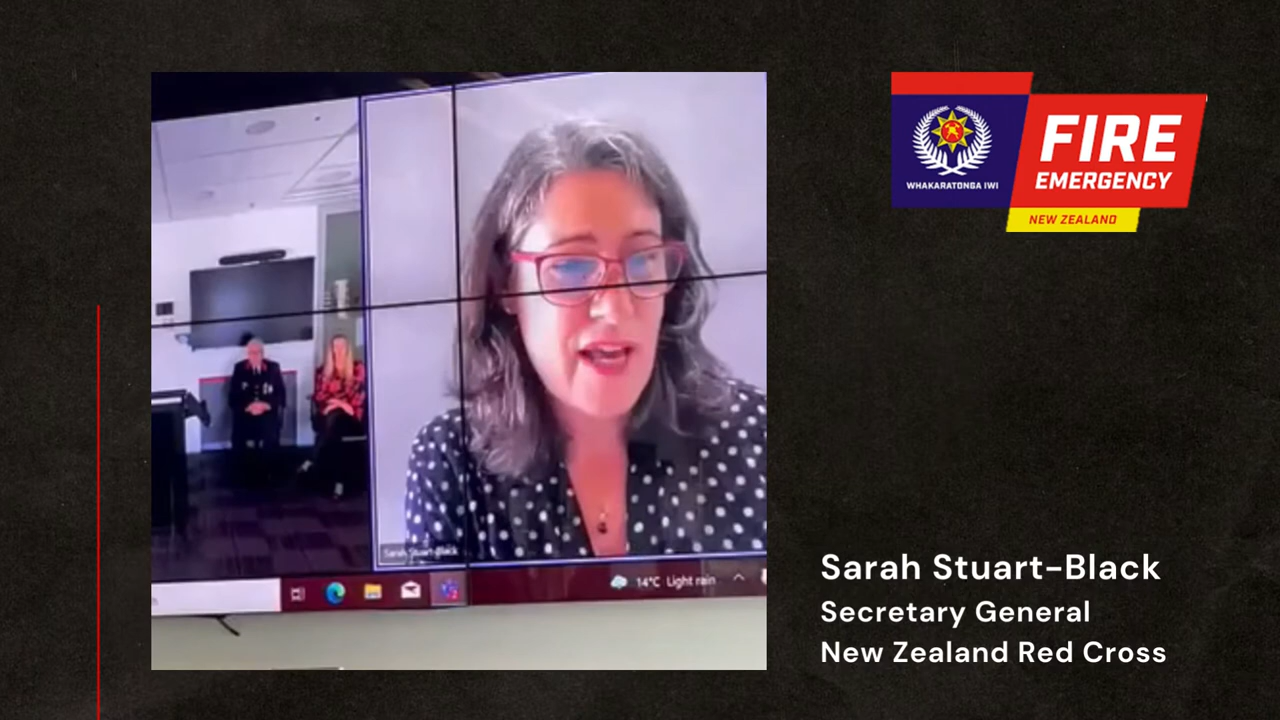 WHAKARATONGA IWI
FIRE
EMERGENCY
NEW ZEALAND
Sarah Stuart-Black
14°C Light rain
Sarah Stuart-Black
Secretary General
New Zealand Red Cross